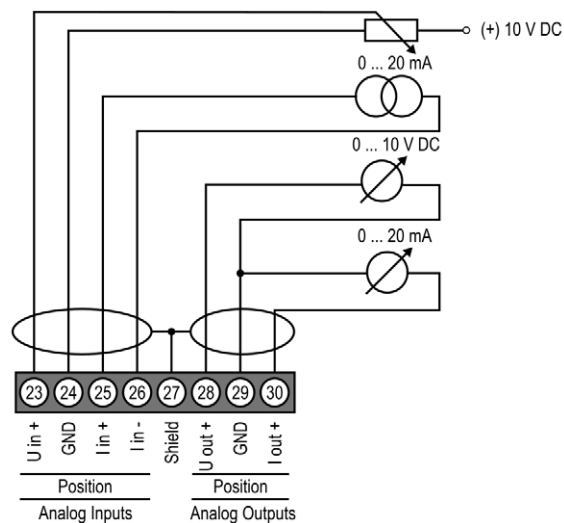 (+) 10 V DC
0 ... 20 mA
0 ... 10 V DC
0 ... 20 mA
23 24 25 26 27 28 29 30
U in +
GND
I in +
I in -
Shield
U out +
GND
I out +
Position
Position
Analog Inputs
Analog Outputs